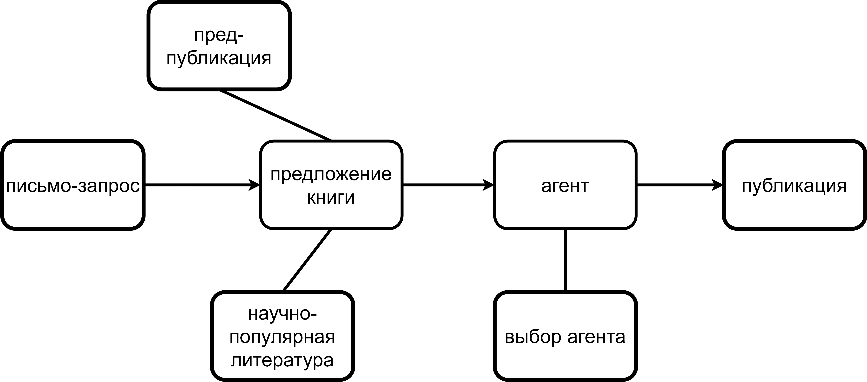 пред-
публикация
письмо-запрос
предложение
книги
агент
публикация
научно-
популярная
литература
выбор агента